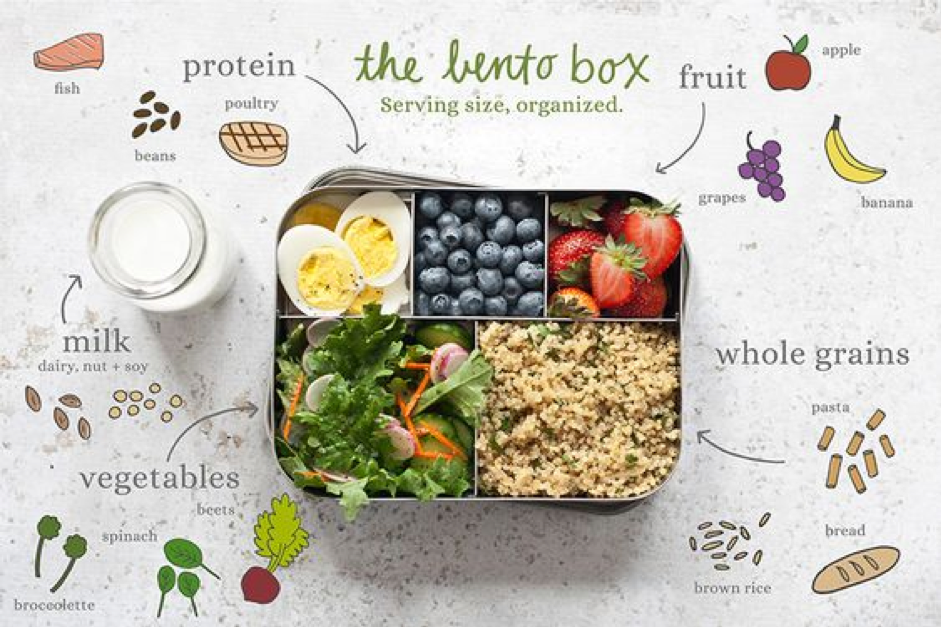 the bento box
Serving size, organized.
protein
fish
beans
poultry
fruit
apple
grapes
banana
milk
dairy, nut + soy
whole grains
pasta
bread
brown rice
vegetables
beets
spinach
broccolette